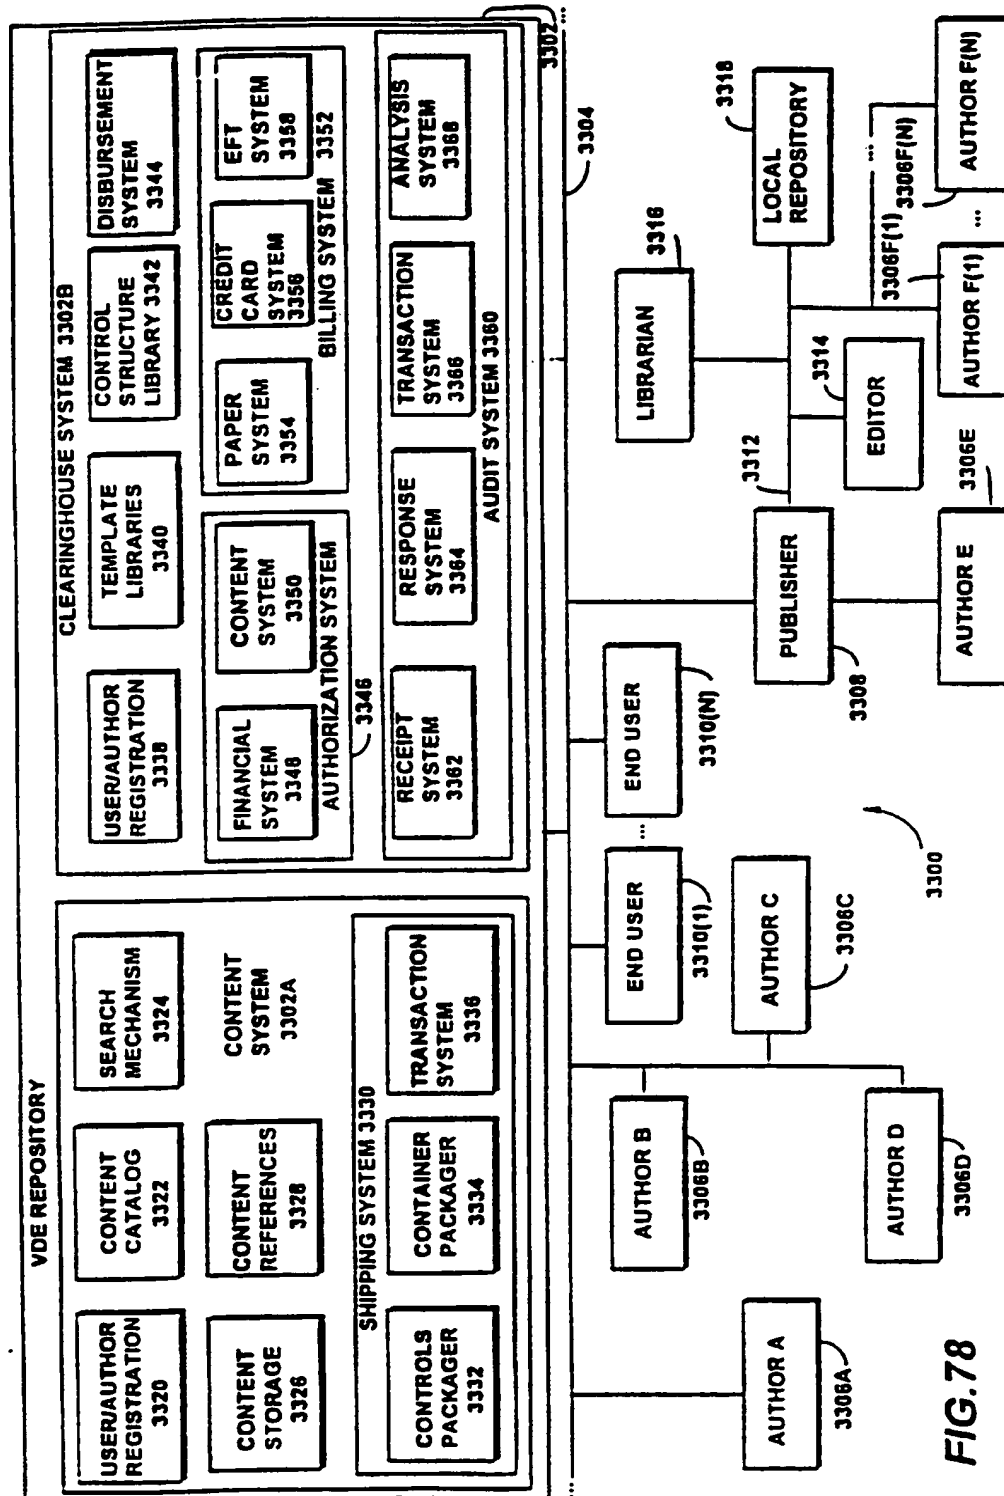 VDE REPOSITORY
3302
...
USER/AUTHOR
REGISTRATION
3320
CONTENT
CATALOG
3322
SEARCH
MECHANISM
3324
CONTENT
STORAGE
3326
CONTENT
REFERENCES
3328
CONTENT
SYSTEM
3302A
SHIPPING SYSTEM 3330
CONTROLS
PACKAGER
3332
CONTAINER
PACKAGER
3334
TRANSACTION
SYSTEM
3336
CLEARINGHOUSE SYSTEM 3302B
USER/AUTHOR
REGISTRATION
3338
TEMPLATE
LIBRARIES
3340
CONTROL
STRUCTURE
LIBRARY 3342
DISBURSEMENT
SYSTEM
3344
FINANCIAL
SYSTEM
3348
CONTENT
SYSTEM
3350
AUTHORIZATION SYSTEM
3346
PAPER
SYSTEM
3354
CREDIT
CARD
SYSTEM
3356
EFT
SYSTEM
3358
BILLING SYSTEM 3352
RECEIPT
SYSTEM
3362
RESPONSE
SYSTEM
3364
TRANSACTION
SYSTEM
3366
ANALYSIS
SYSTEM
3368
AUDIT SYSTEM 3360
...
3304
AUTHOR A
3306A
AUTHOR B
3306B
AUTHOR D
3306D
AUTHOR C
3306C
END USER
3310(1)
...
END USER
3310(N)
3300
PUBLISHER
3308
3312
AUTHOR E
3306E
EDITOR
3314
LIBRARIAN
3316
LOCAL
REPOSITORY
3318
AUTHOR F(1)
3306F(1)
...
...
AUTHOR F(N)
3306F(N)
FIG.78